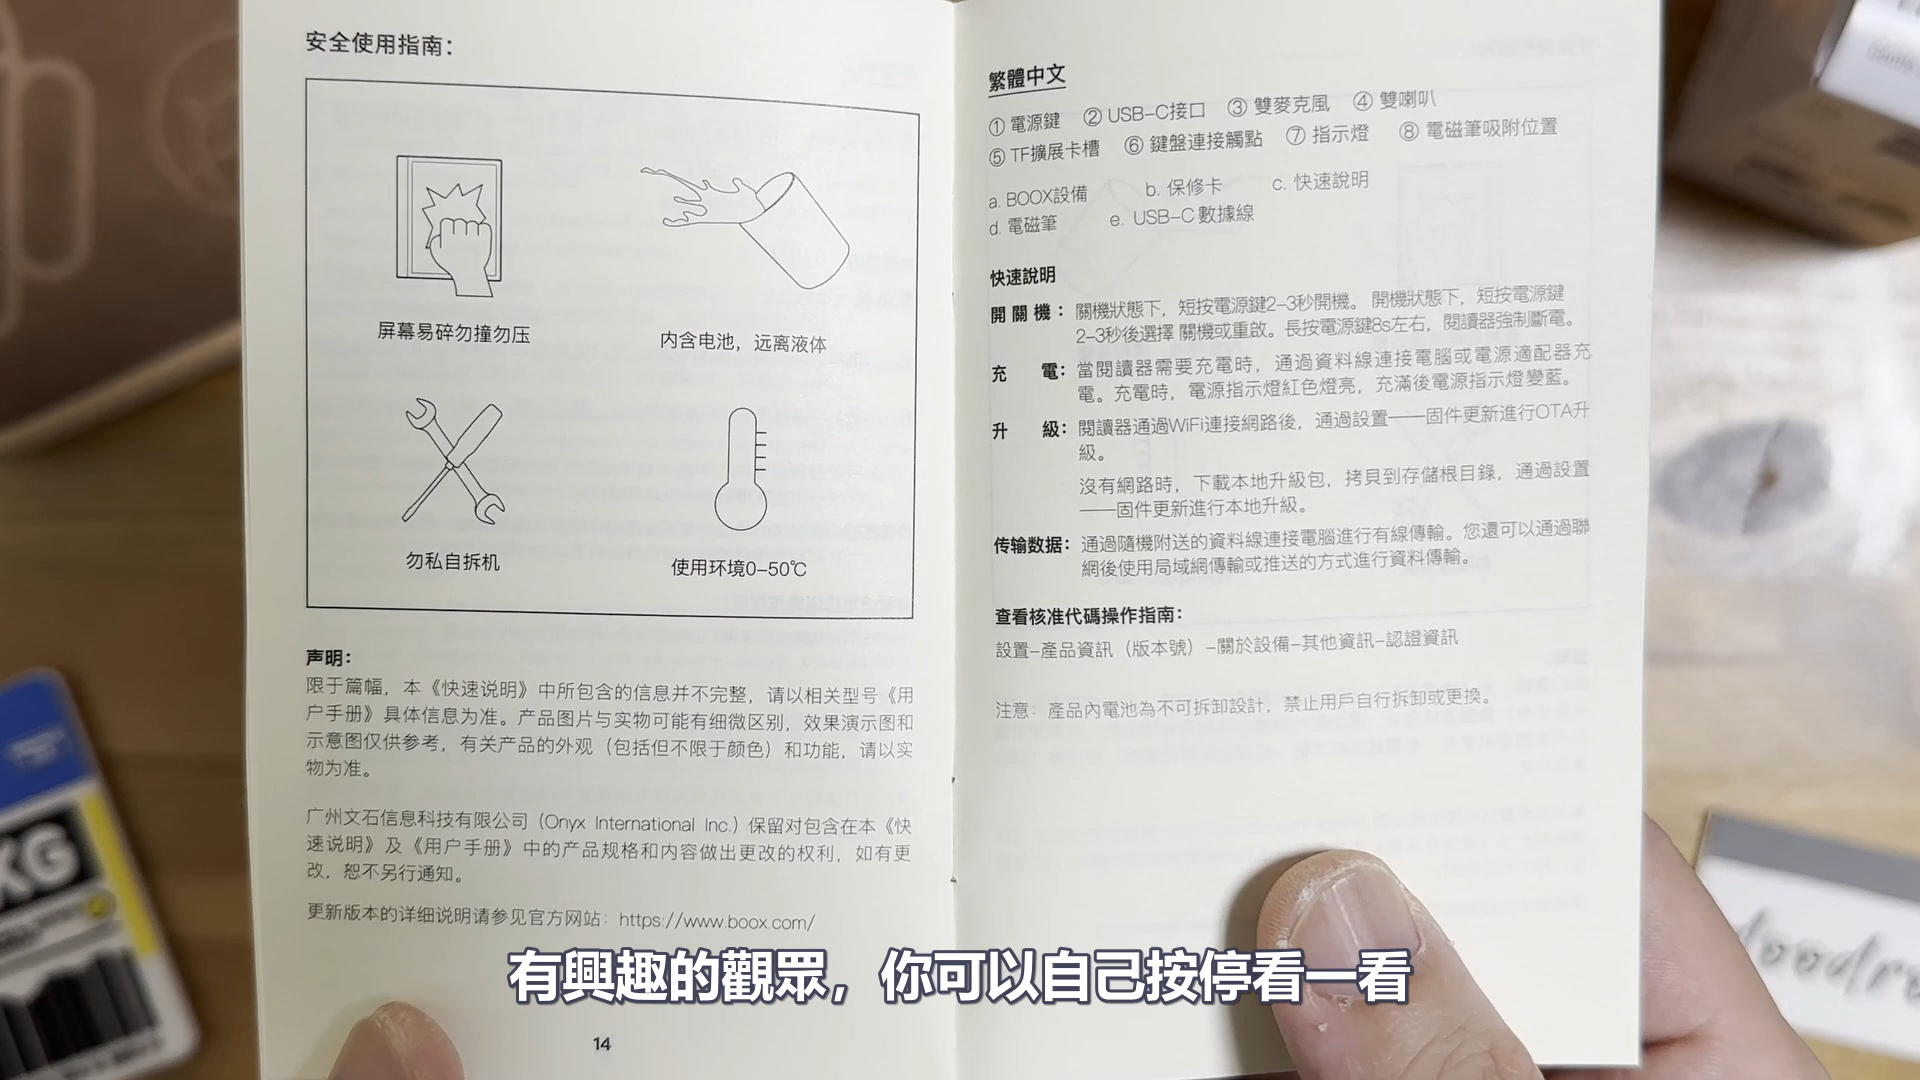 安全使用指南：
屏幕易碎勿撞勿压
内含电池，远离液体
勿私自拆机
使用环境0-50℃
声明：
限于篇幅，本《快速说明》中所包含的信息并不完整，请以相关型号《用
户手册》具体信息为准。产品图片与实物可能有细微区别，效果演示图和
示意图仅供参考，有关产品的外观（包括但不限于颜色）和功能，请以实
物为准。
广州文石信息科技有限公司（Onyx International Inc.）保留对包含在本《快
速说明》及《用户手册》中的产品规格和内容做出更改的权利，如有更
改，恕不另行通知。
更新版本的详细说明请参见官方网站：https://www.boox.com/
14
繁體中文
① 電源鍵 ② USB-C接口 ③ 雙麥克風 ④ 雙喇叭
⑤ TF擴展卡槽 ⑥ 鍵盤連接觸點 ⑦ 指示燈 ⑧ 電磁筆吸附位置
a. BOOX設備 b. 保修卡 c. 快速說明
d. 電磁筆 e. USB-C數據線
快速說明
開關機：關機狀態下，短按電源鍵2-3秒開機。開機狀態下，短按電源鍵
2-3秒後選擇 關機或重啟。長按電源鍵8s左右，閱讀器強制斷電。
充電：當閱讀器需要充電時，通過資料線連接電腦或電源適配器充
電。充電時，電源指示燈紅色燈亮，充滿後電源指示燈變藍。
升級：閱讀器通過WiFi連接網路後，通過設置——固件更新進行OTA升
級。
沒有網路時，下載本地升級包，拷貝到存儲根目錄，通過設置
——固件更新進行本地升級。
传输数据：通過隨機附送的資料線連接電腦進行有線傳輸。您還可以通過聯
網後使用局域網傳輸或推送的方式進行資料傳輸。
查看核准代碼操作指南：
設置-產品資訊（版本號）-關於設備-其他資訊-認證資訊
注意：產品內電池為不可拆卸設計，禁止用戶自行拆卸或更換。
KG
有興趣的觀眾，你可以自己按停看一看